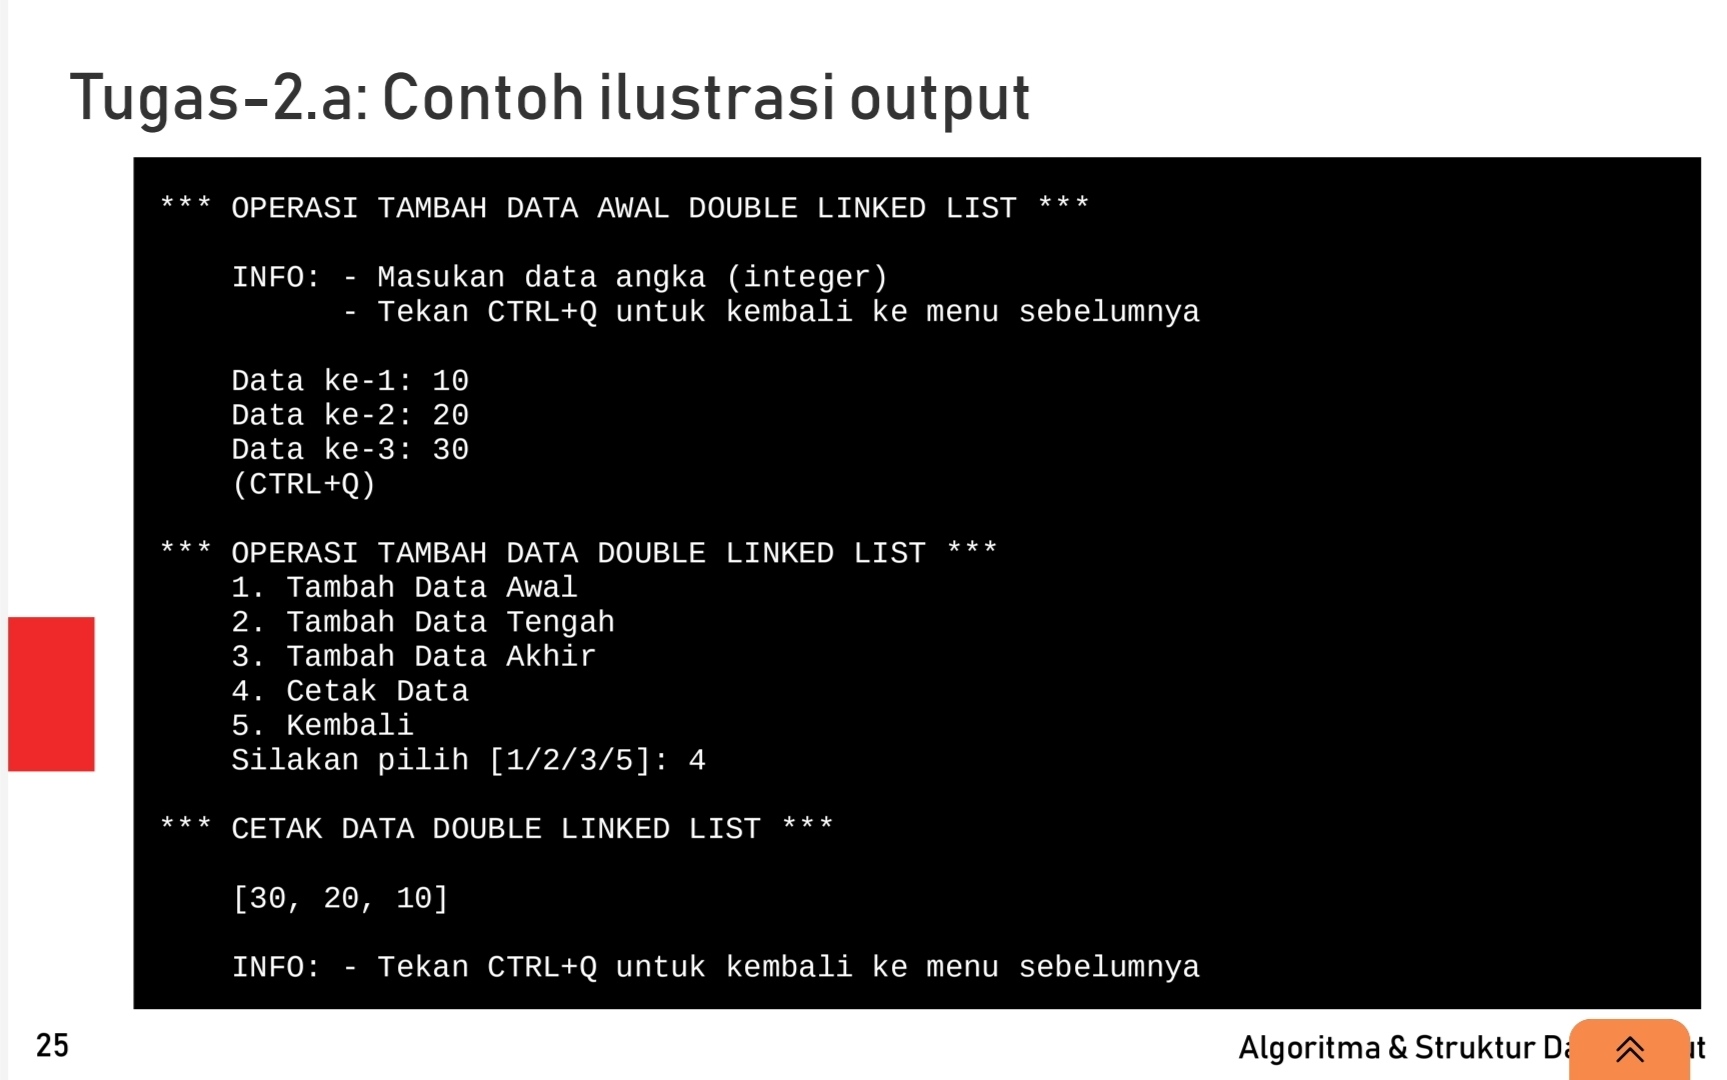 Tugas-2.a: Contoh ilustrasi output
*** OPERASI TAMBAH DATA AWAL DOUBLE LINKED LIST ***
INFO: - Masukan data angka (integer)
- Tekan CTRL+Q untuk kembali ke menu sebelumnya
Data ke-1: 10
Data ke-2: 20
Data ke-3: 30
(CTRL+Q)
*** OPERASI TAMBAH DATA DOUBLE LINKED LIST ***
1. Tambah Data Awal
2. Tambah Data Tengah
3. Tambah Data Akhir
4. Cetak Data
5. Kembali
Silakan pilih [1/2/3/5]: 4
*** CETAK DATA DOUBLE LINKED LIST ***
[30, 20, 10]
INFO: - Tekan CTRL+Q untuk kembali ke menu sebelumnya
25
Algoritma & Struktur